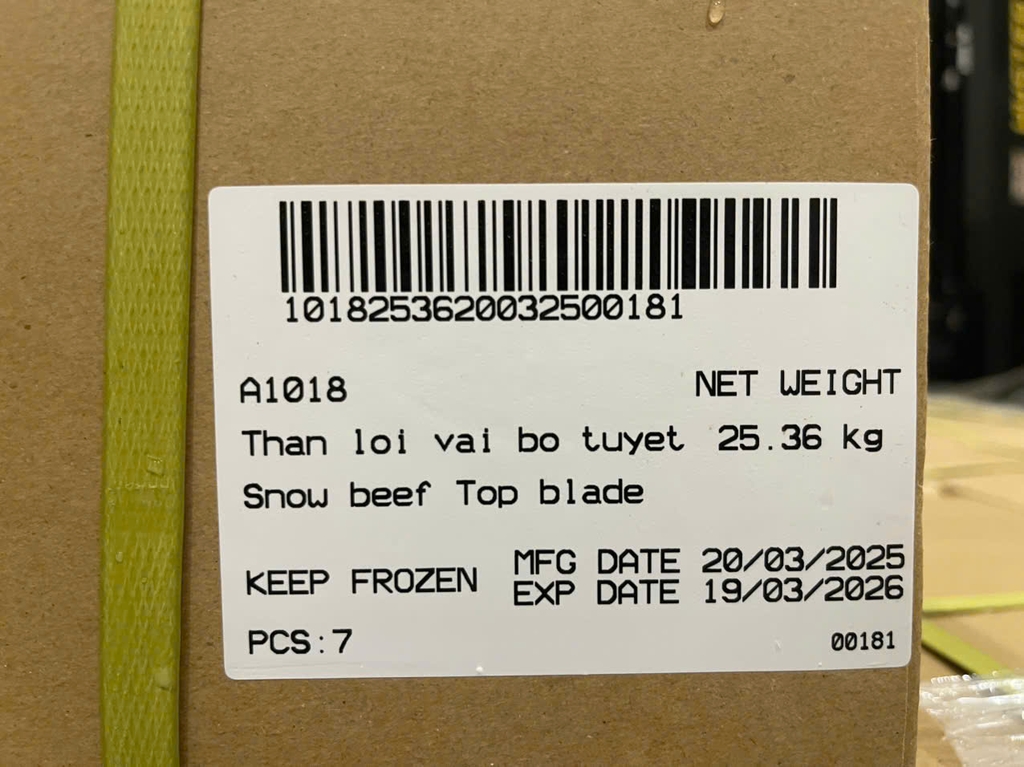 1018253620032500181
A1018 NET WEIGHT
Than loi vai bo tuyet 25.36 kg
Snow beef Top blade
MFG DATE 20/03/2025
KEEP FROZEN
EXP DATE 19/03/2026
PCS:7 00181